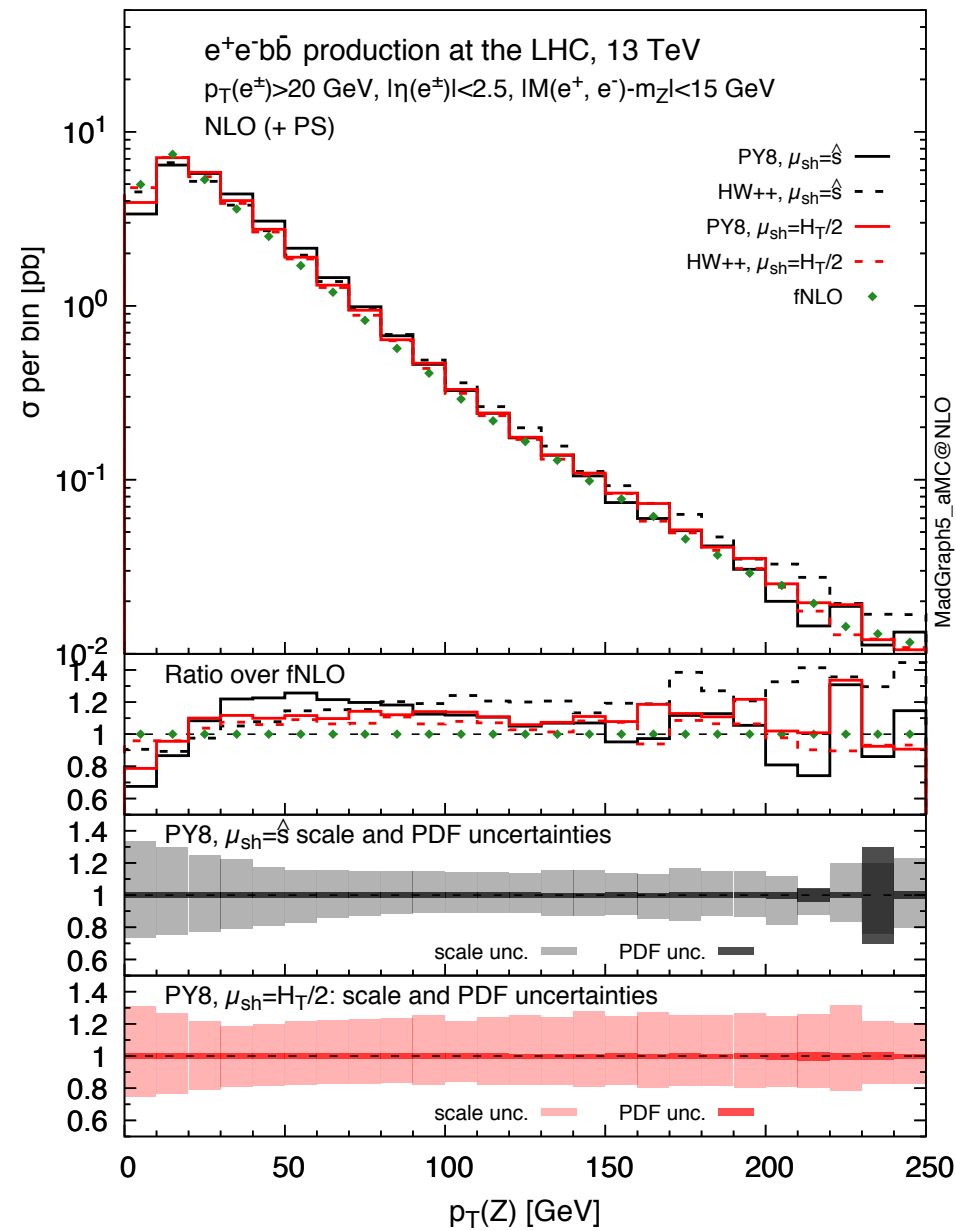 e⁺e⁻bb̄ production at the LHC, 13 TeV
p_T(e^±)>20 GeV, |η(e^±)|<2.5, |M(e⁺, e⁻)-m_Z|<15 GeV
NLO (+ PS)
PY8, μ_sh=ŝ
HW++, μ_sh=ŝ
PY8, μ_sh=H_T/2
HW++, μ_sh=H_T/2
fNLO
σ per bin [pb]
10¹
10⁰
10⁻¹
10⁻²
MadGraph5_aMC@NLO
Ratio over fNLO
1.4
1.2
1
0.8
0.6
PY8, μ_sh=ŝ scale and PDF uncertainties
1.4
1.2
1
0.8
0.6
scale unc. PDF unc.
PY8, μ_sh=H_T/2: scale and PDF uncertainties
1.4
1.2
1
0.8
0.6
scale unc. PDF unc.
0 50 100 150 200 250
p_T(Z) [GeV]